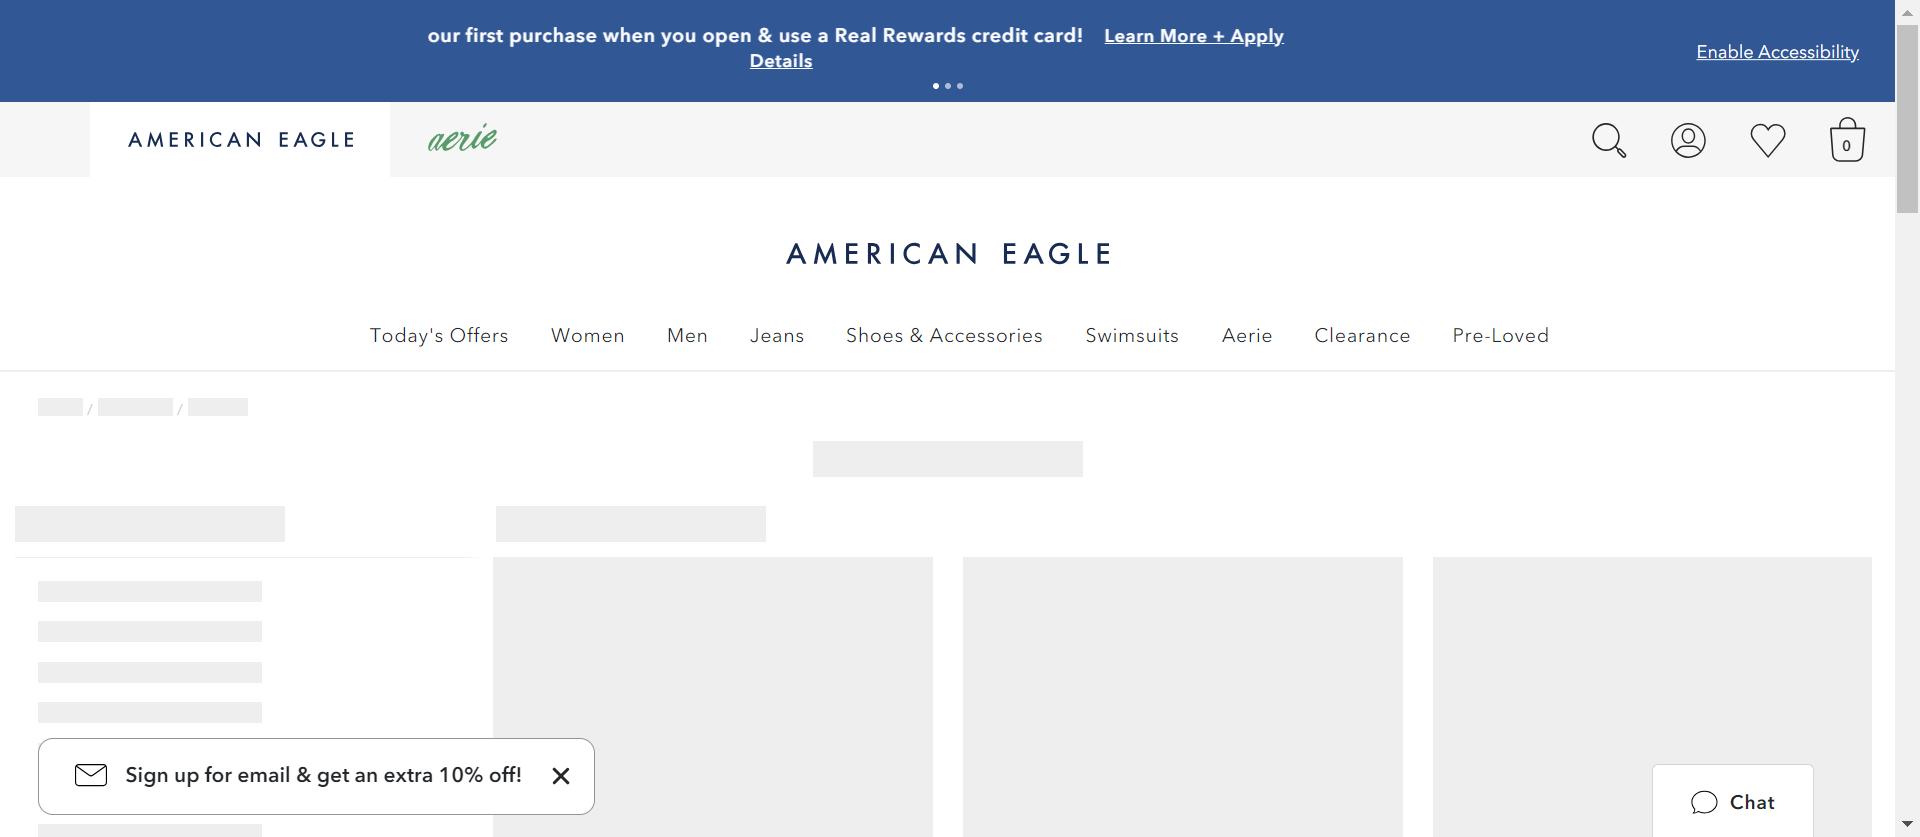 our first purchase when you open & use a Real Rewards credit card! Learn More + Apply
Details
Enable Accessibility
AMERICAN EAGLE
aerie
0
AMERICAN EAGLE
Today's Offers Women Men Jeans Shoes & Accessories Swimsuits Aerie Clearance Pre-Loved
/ /
Sign up for email & get an extra 10% off!
Chat